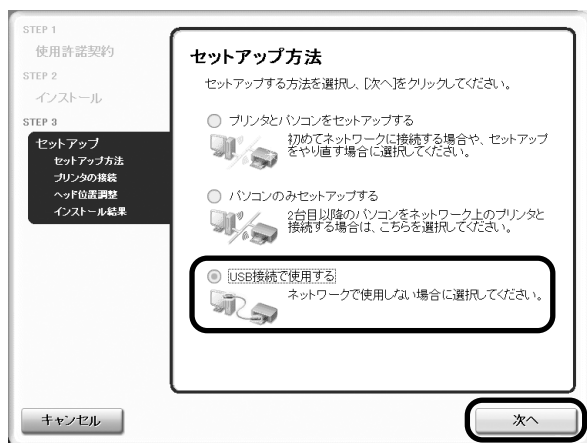 STEP 1
使用許諾契約
STEP 2
インストール
STEP 3
セットアップ
セットアップ方法
プリンタの接続
ヘッド位置調整
インストール結果
セットアップ方法
セットアップする方法を選択し、[次へ]をクリックしてください。
プリンタとパソコンをセットアップする
初めてネットワークに接続する場合や、セットアップ
をやり直す場合に選択してください。
パソコンのみセットアップする
2台目以降のパソコンをネットワーク上のプリンタと
接続する場合は、こちらを選択してください。
USB接続で使用する
ネットワークで使用しない場合に選択してください。
キャンセル
次へ